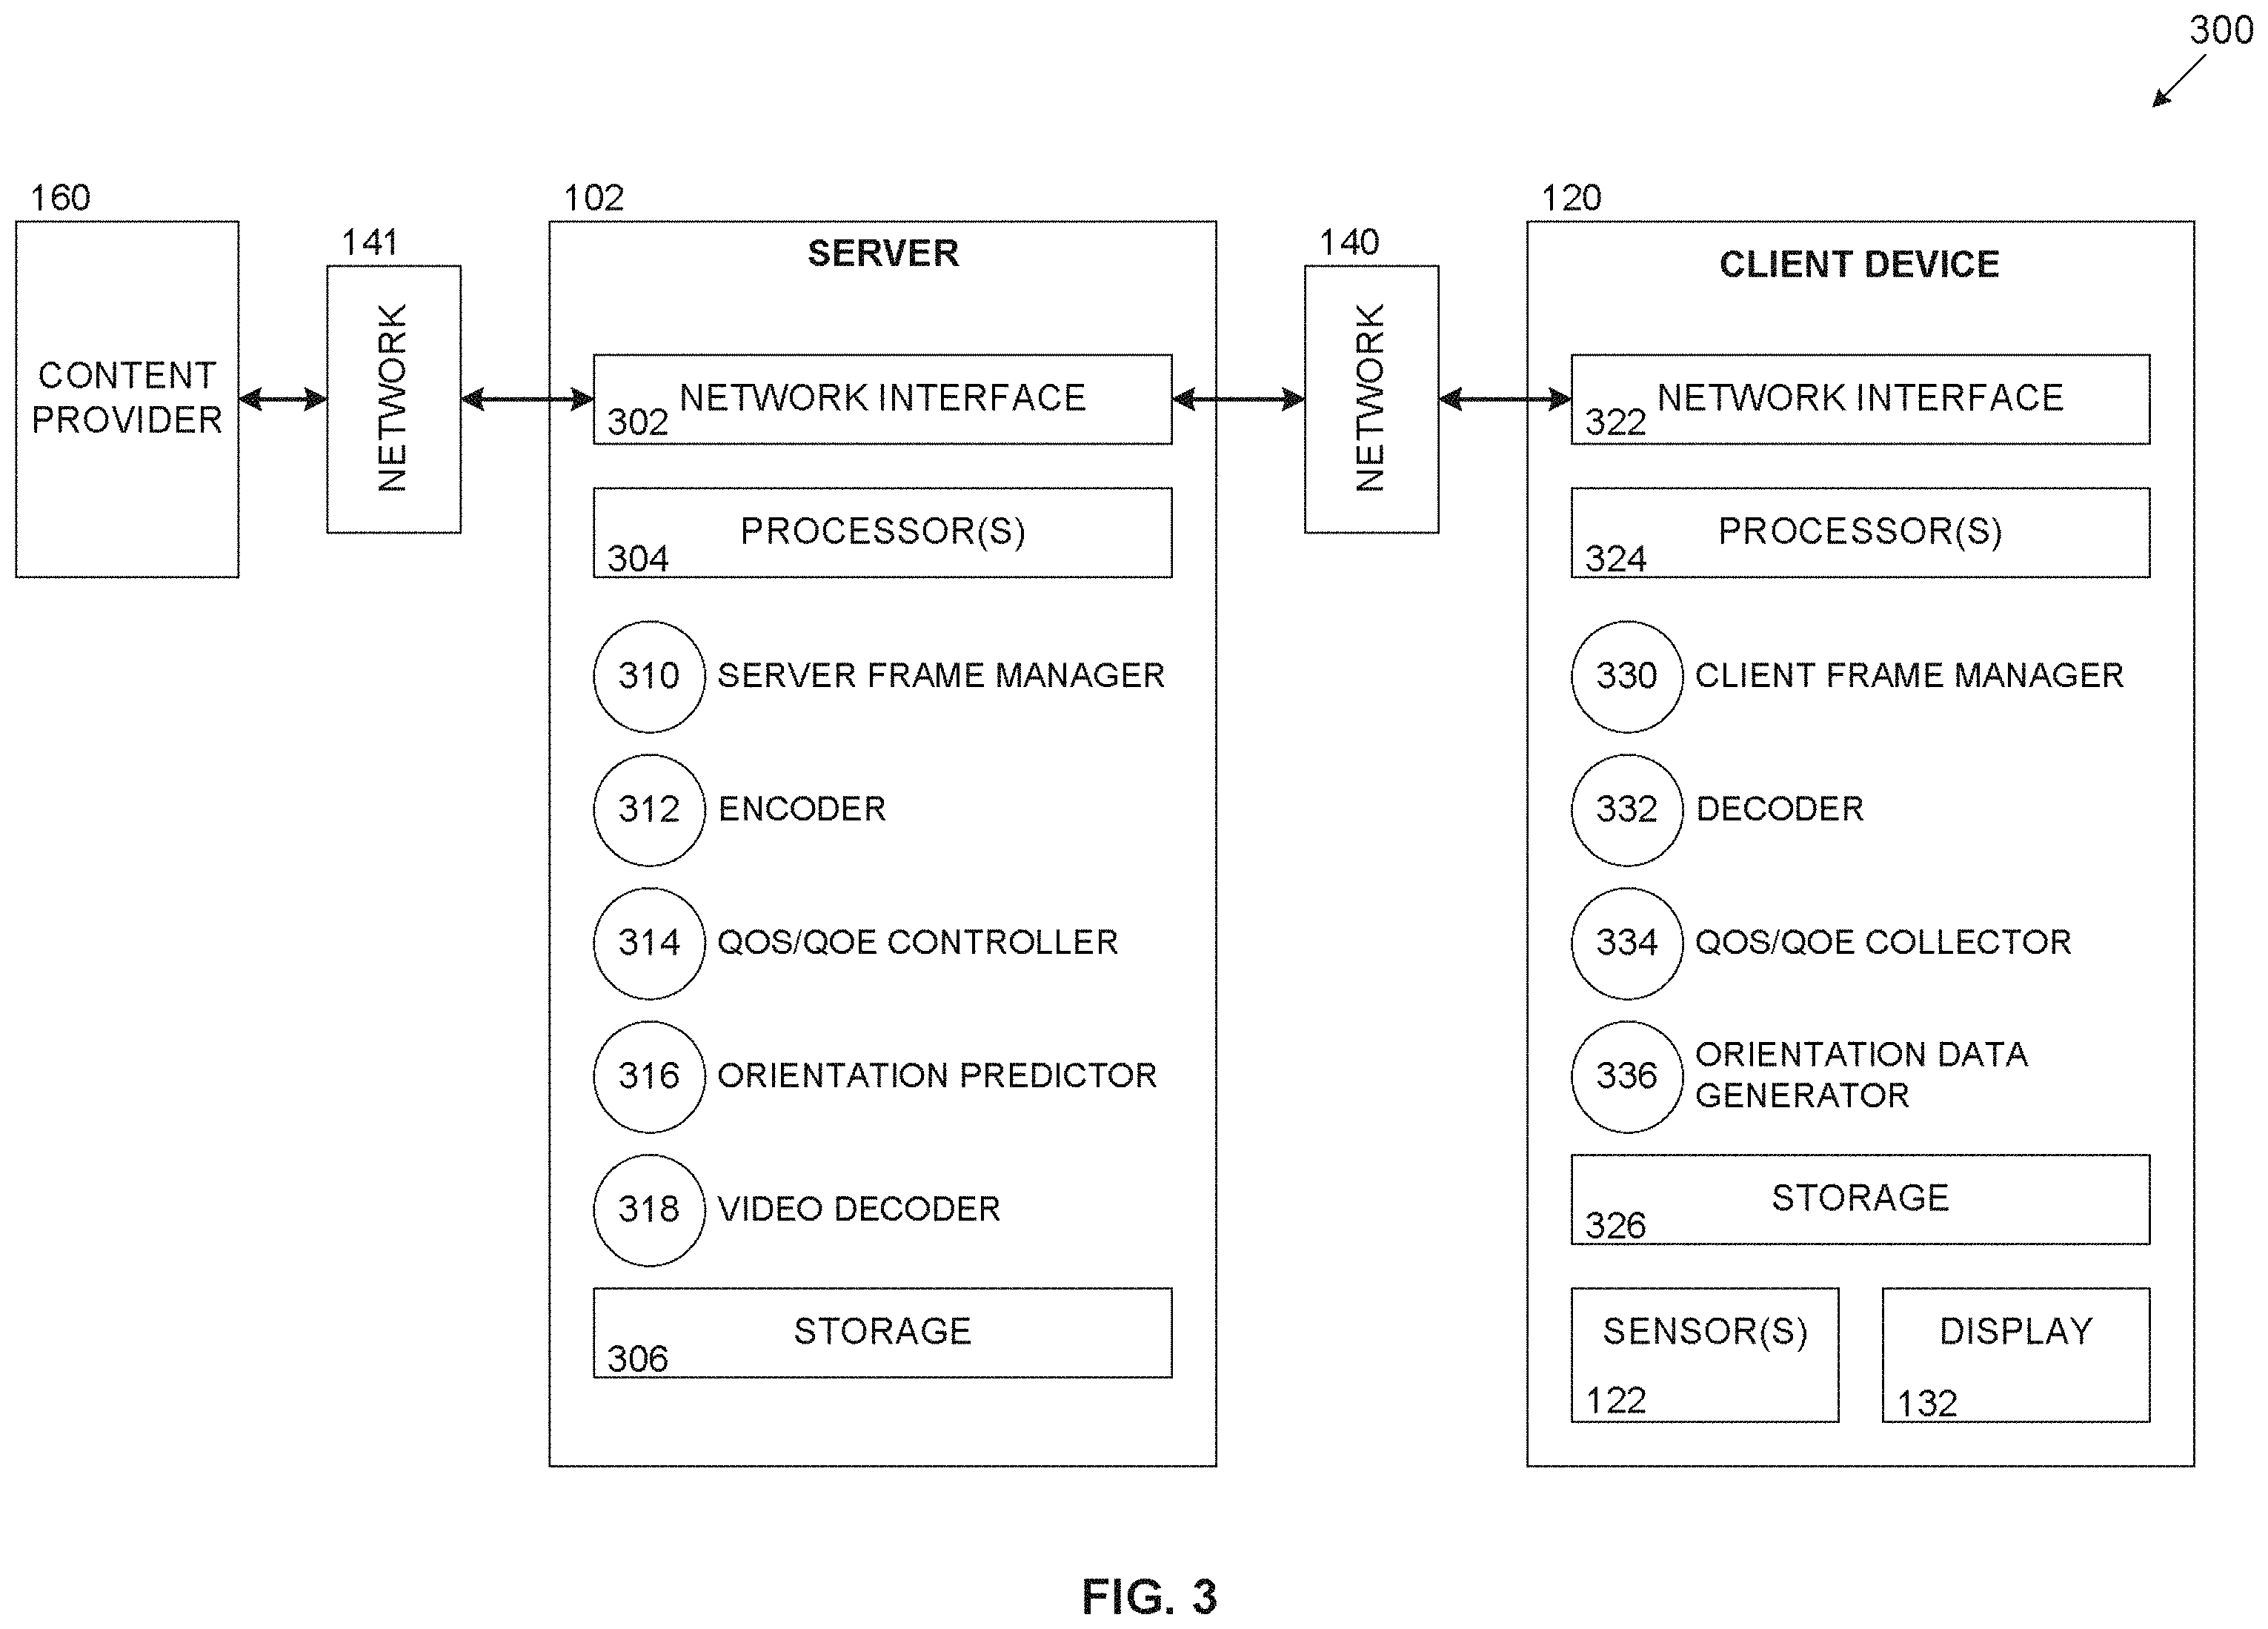 300
160
CONTENT
PROVIDER
141
NETWORK
102
SERVER
NETWORK INTERFACE
302
PROCESSOR(S)
304
310 SERVER FRAME MANAGER
312 ENCODER
314 QOS/QOE CONTROLLER
316 ORIENTATION PREDICTOR
318 VIDEO DECODER
STORAGE
306
140
NETWORK
120
CLIENT DEVICE
NETWORK INTERFACE
322
PROCESSOR(S)
324
330 CLIENT FRAME MANAGER
332 DECODER
334 QOS/QOE COLLECTOR
336 ORIENTATION DATA
GENERATOR
STORAGE
326
SENSOR(S)
122
DISPLAY
132
FIG. 3